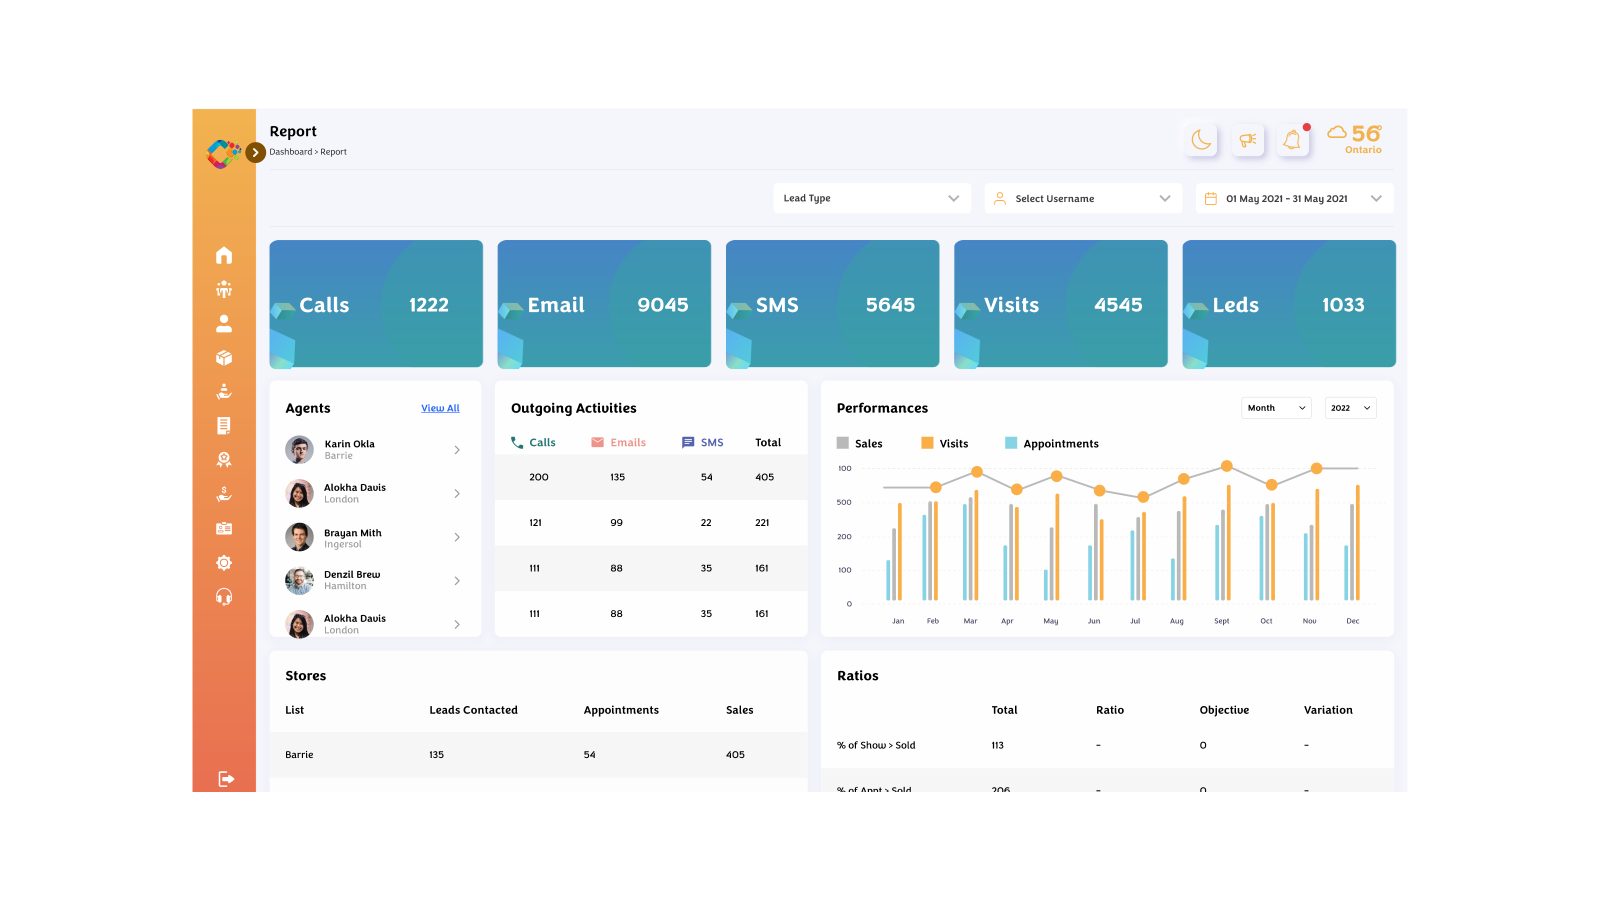 Report
Dashboard > Report
56°
Ontario
Lead Type
Select Username
01 May 2021 - 31 May 2021
Calls 1222
Email 9045
SMS 5645
Visits 4545
Leds 1033
Agents View All
Karin Okla
Barrie
Alokha Davis
London
Brayan Mith
Ingersol
Denzil Brew
Hamilton
Alokha Davis
London
Outgoing Activities
Calls Emails SMS Total
200 135 54 405
121 99 22 221
111 88 35 161
111 88 35 161
Performances Month 2022
Sales Visits Appointments
100
500
200
100
0
Jan Feb Mar Apr May Jun Jul Aug Sept Oct Nov Dec
Stores
List Leads Contacted Appointments Sales
Barrie 135 54 405
Ratios
Total Ratio Objective Variation
% of Show > Sold 113 - 0 -
% of Appt > Sold 206 - 0 -